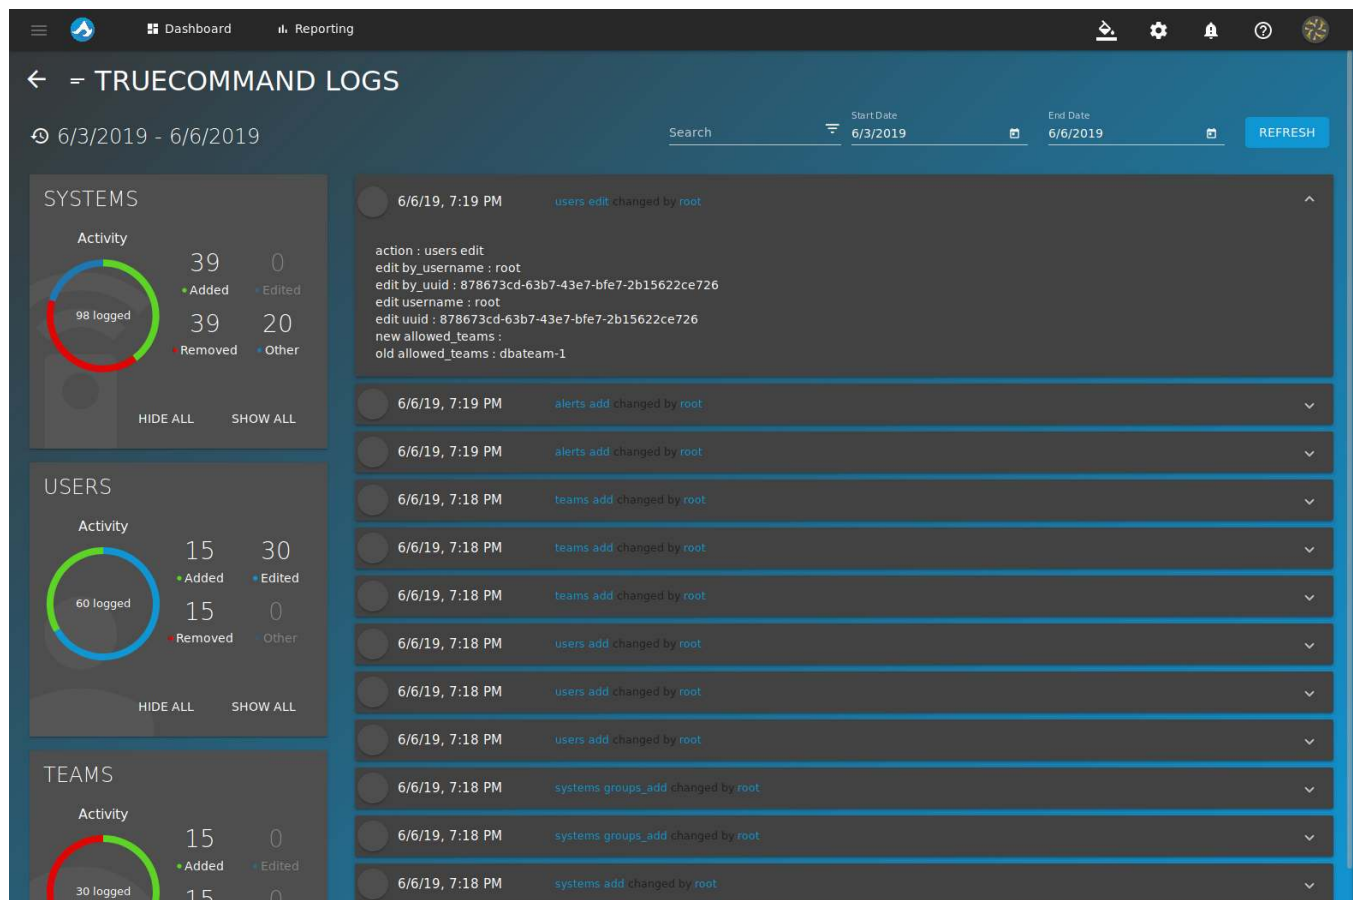 Dashboard
Reporting
TRUECOMMAND LOGS
6/3/2019 - 6/6/2019
Search
Start Date
6/3/2019
End Date
6/6/2019
REFRESH
SYSTEMS
Activity
98 logged
39
Added
0
Edited
39
Removed
20
Other
HIDE ALL
SHOW ALL
USERS
Activity
60 logged
15
Added
30
Edited
15
Removed
0
Other
HIDE ALL
SHOW ALL
TEAMS
Activity
30 logged
15
Added
0
Edited
15
0
6/6/19, 7:19 PM users edit changed by root
action : users edit
edit by_username : root
edit by_uuid : 878673cd-63b7-43e7-bfe7-2b15622ce726
edit username : root
edit uuid : 878673cd-63b7-43e7-bfe7-2b15622ce726
new allowed_teams :
old allowed_teams : dbateam-1
6/6/19, 7:19 PM alerts add changed by root
6/6/19, 7:19 PM alerts add changed by root
6/6/19, 7:18 PM teams add changed by root
6/6/19, 7:18 PM teams add changed by root
6/6/19, 7:18 PM teams add changed by root
6/6/19, 7:18 PM users add changed by root
6/6/19, 7:18 PM users add changed by root
6/6/19, 7:18 PM users add changed by root
6/6/19, 7:18 PM systems groups_add changed by root
6/6/19, 7:18 PM systems groups_add changed by root
6/6/19, 7:18 PM systems add changed by root